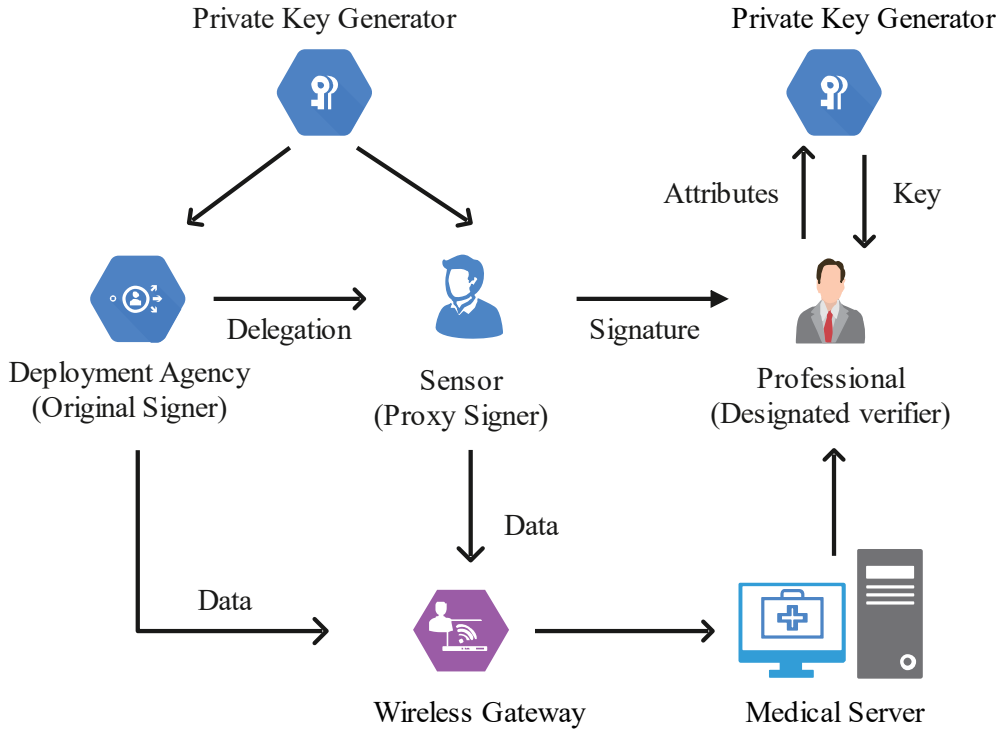 Private Key Generator
Private Key Generator
Attributes
Key
Delegation
Signature
Deployment Agency
(Original Signer)
Sensor
(Proxy Signer)
Professional
(Designated verifier)
Data
Data
Wireless Gateway
Medical Server